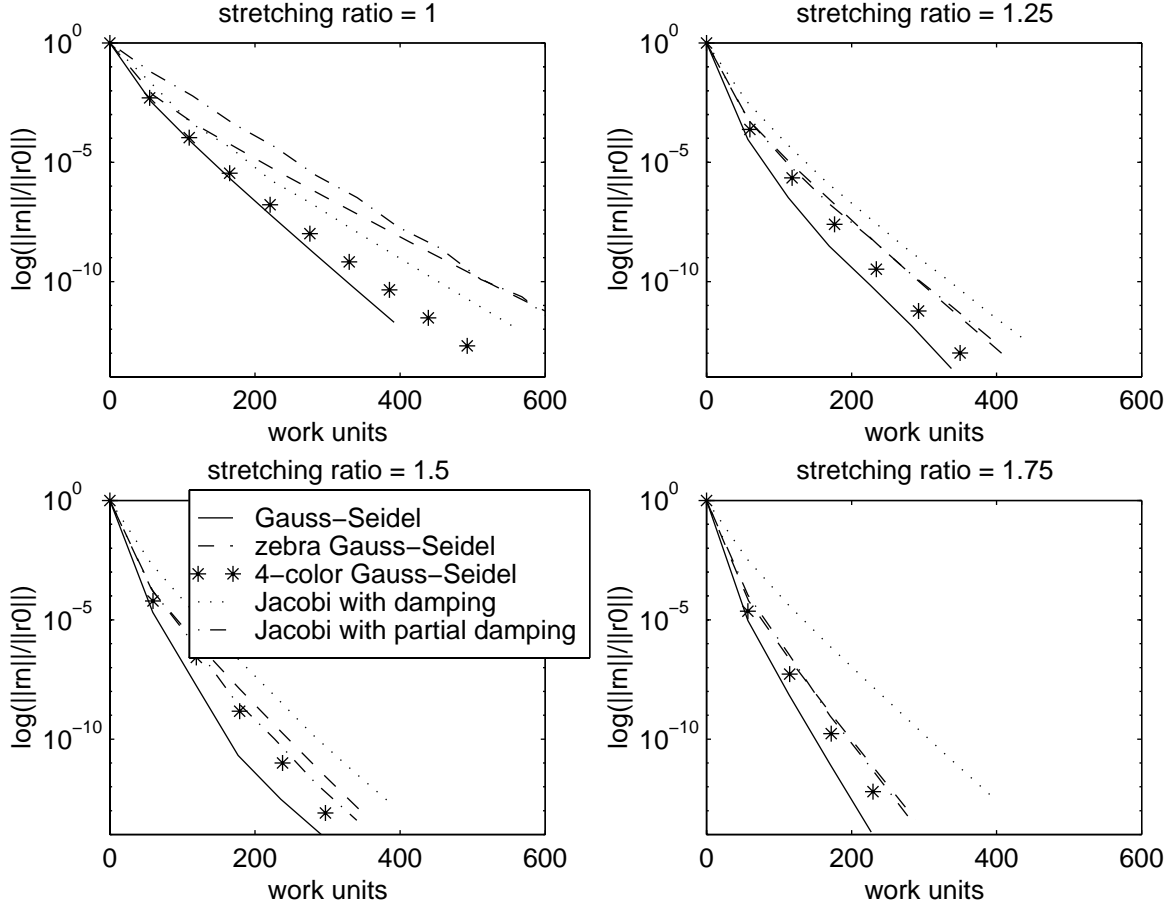 stretching ratio = 1
10^0
10^-5
10^-10
log(||rn||/||r0||)
0 200 400 600
work units
stretching ratio = 1.25
10^0
10^-5
10^-10
log(||rn||/||r0||)
0 200 400 600
work units
stretching ratio = 1.5
10^0
10^-5
10^-10
log(||rn||/||r0||)
Gauss−Seidel
zebra Gauss−Seidel
4−color Gauss−Seidel
Jacobi with damping
Jacobi with partial damping
0 200 400 600
work units
stretching ratio = 1.75
10^0
10^-5
10^-10
log(||rn||/||r0||)
0 200 400 600
work units